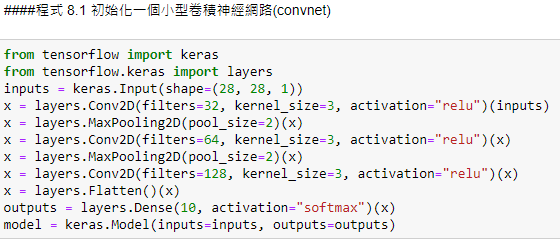 ####程式 8.1 初始化一個小型卷積神經網路(convnet)
from tensorflow import keras
from tensorflow.keras import layers
inputs = keras.Input(shape=(28, 28, 1))
x = layers.Conv2D(filters=32, kernel_size=3, activation="relu")(inputs)
x = layers.MaxPooling2D(pool_size=2)(x)
x = layers.Conv2D(filters=64, kernel_size=3, activation="relu")(x)
x = layers.MaxPooling2D(pool_size=2)(x)
x = layers.Conv2D(filters=128, kernel_size=3, activation="relu")(x)
x = layers.Flatten()(x)
outputs = layers.Dense(10, activation="softmax")(x)
model = keras.Model(inputs=inputs, outputs=outputs)